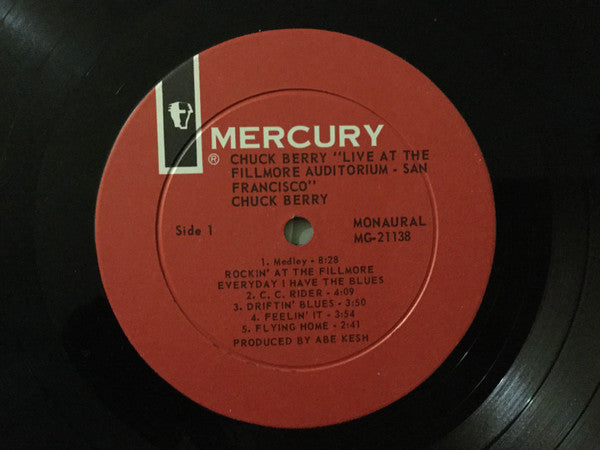 MERCURY
®
CHUCK BERRY "LIVE AT THE
FILLMORE AUDITORIUM - SAN
FRANCISCO"
CHUCK BERRY
Side 1
MONAURAL
MG-21138
1. Medley - 8:28
ROCKIN' AT THE FILLMORE
EVERYDAY I HAVE THE BLUES
2. C. C. RIDER - 4:09
3. DRIFTIN' BLUES - 3:50
4. FEELIN' IT - 3:54
5. FLYING HOME - 2:41
PRODUCED BY ABE KESH